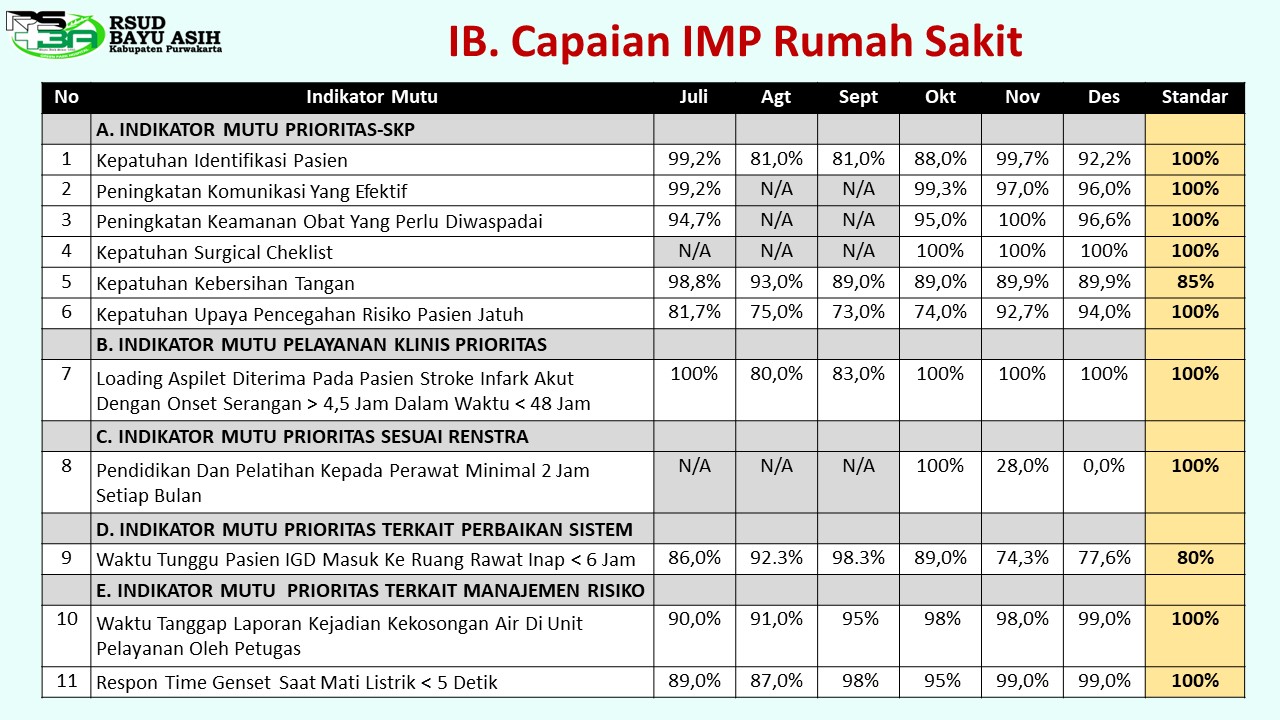 RSUD
BAYU ASIH
Kabupaten Purwakarta
IB. Capaian IMP Rumah Sakit
No Indikator Mutu Juli Agt Sept Okt Nov Des Standar
A. INDIKATOR MUTU PRIORITAS-SKP
1 Kepatuhan Identifikasi Pasien 99,2% 81,0% 81,0% 88,0% 99,7% 92,2% 100%
2 Peningkatan Komunikasi Yang Efektif 99,2% N/A N/A 99,3% 97,0% 96,0% 100%
3 Peningkatan Keamanan Obat Yang Perlu Diwaspadai 94,7% N/A N/A 95,0% 100% 96,6% 100%
4 Kepatuhan Surgical Cheklist N/A N/A N/A 100% 100% 100% 100%
5 Kepatuhan Kebersihan Tangan 98,8% 93,0% 89,0% 89,0% 89,9% 89,9% 85%
6 Kepatuhan Upaya Pencegahan Risiko Pasien Jatuh 81,7% 75,0% 73,0% 74,0% 92,7% 94,0% 100%
B. INDIKATOR MUTU PELAYANAN KLINIS PRIORITAS
7 Loading Aspilet Diterima Pada Pasien Stroke Infark Akut 100% 80,0% 83,0% 100% 100% 100% 100%
Dengan Onset Serangan > 4,5 Jam Dalam Waktu < 48 Jam
C. INDIKATOR MUTU PRIORITAS SESUAI RENSTRA
8 Pendidikan Dan Pelatihan Kepada Perawat Minimal 2 Jam N/A N/A N/A 100% 28,0% 0,0% 100%
Setiap Bulan
D. INDIKATOR MUTU PRIORITAS TERKAIT PERBAIKAN SISTEM
9 Waktu Tunggu Pasien IGD Masuk Ke Ruang Rawat Inap < 6 Jam 86,0% 92.3% 98.3% 89,0% 74,3% 77,6% 80%
E. INDIKATOR MUTU PRIORITAS TERKAIT MANAJEMEN RISIKO
10 Waktu Tanggap Laporan Kejadian Kekosongan Air Di Unit 90,0% 91,0% 95% 98% 98,0% 99,0% 100%
Pelayanan Oleh Petugas
11 Respon Time Genset Saat Mati Listrik < 5 Detik 89,0% 87,0% 98% 95% 99,0% 99,0% 100%